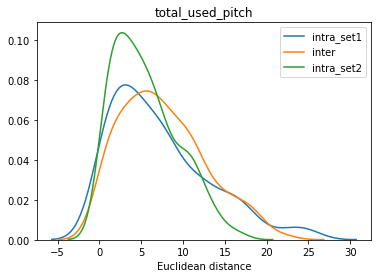 total_used_pitch
0.10
0.08
0.06
0.04
0.02
0.00
intra_set1
inter
intra_set2
−5 0 5 10 15 20 25 30
Euclidean distance